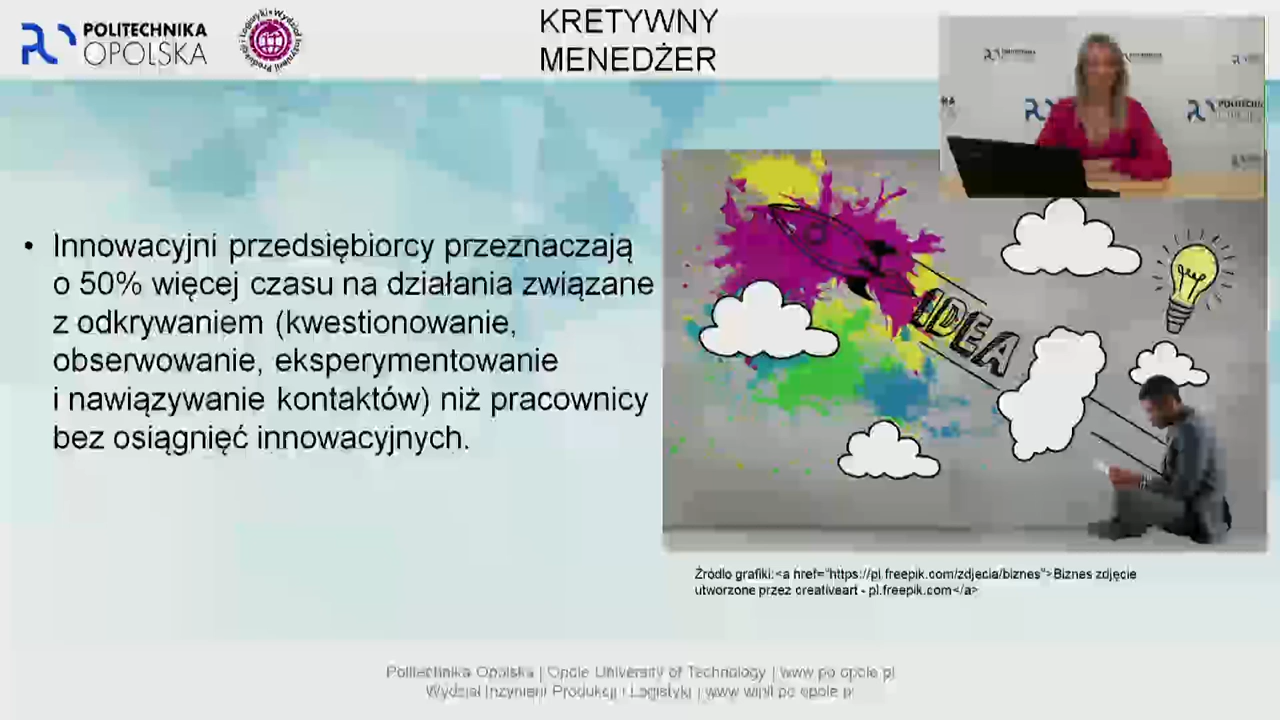 POLITECHNIKA
OPOLSKA
KRETYWNY
MENEDŻER
• Innowacyjni przedsiębiorcy przeznaczają
o 50% więcej czasu na działania związane
z odkrywaniem (kwestionowanie,
obserwowanie, eksperymentowanie
i nawiązywanie kontaktów) niż pracownicy
bez osiągnięć innowacyjnych.
IDEA
Źródło grafiki:<a href="https://pl.freepik.com/zdjecia/biznes">Biznes zdjęcie
utworzone przez creativeart - pl.freepik.com</a>
Politechnika Opolska | Opole University of Technology | www.po.opole.pl
Wydział Inżynierii Produkcji i Logistyki | www.wipil.po.opole.pl